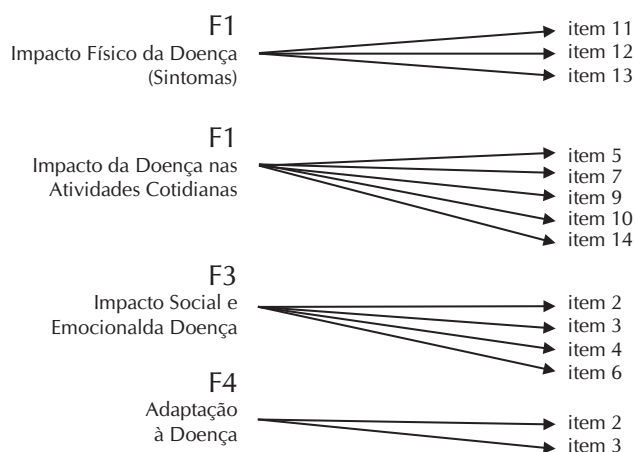 F1
Impacto Físico da Doença
(Sintomas)
item 11
item 12
item 13
F1
Impacto da Doença nas
Atividades Cotidianas
item 5
item 7
item 9
item 10
item 14
F3
Impacto Social e
Emocionalda Doença
item 2
item 3
item 4
item 6
F4
Adaptação
à Doença
item 2
item 3